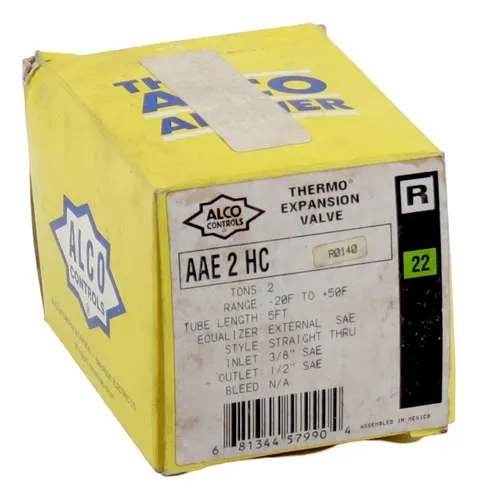 ALCO
ALCO
CONTROLS
ALCO
CONTROLS
THERMO®
EXPANSION
VALVE
R
AAE 2 HC
R0140
22
TONS: 2
RANGE: -20F TO +50F
TUBE LENGTH: 5FT
EQUALIZER: EXTERNAL SAE
STYLE: STRAIGHT THRU
INLET: 3/8" SAE
OUTLET: 1/2" SAE
BLEED: N/A
6 81344 57990 4
ASSEMBLED IN MEXICO